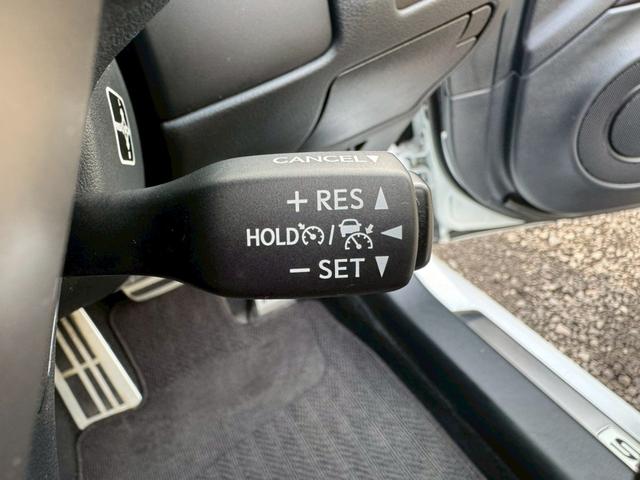 CANCEL▼
+ RES ▲
HOLD / ◀
− SET ▼
S